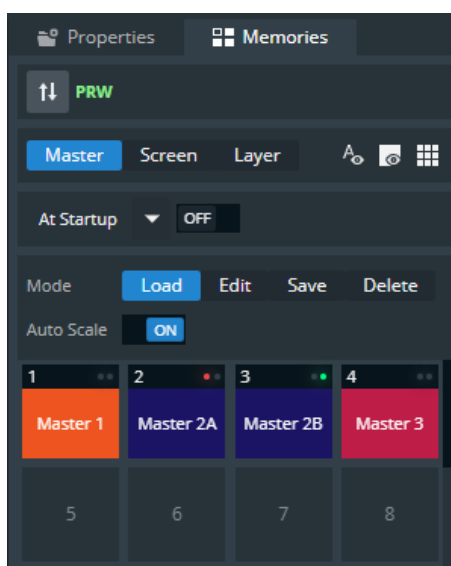 Properties Memories
PRW
Master Screen Layer A
At Startup OFF
Mode Load Edit Save Delete
Auto Scale ON
1 2 3 4
Master 1 Master 2A Master 2B Master 3
5 6 7 8